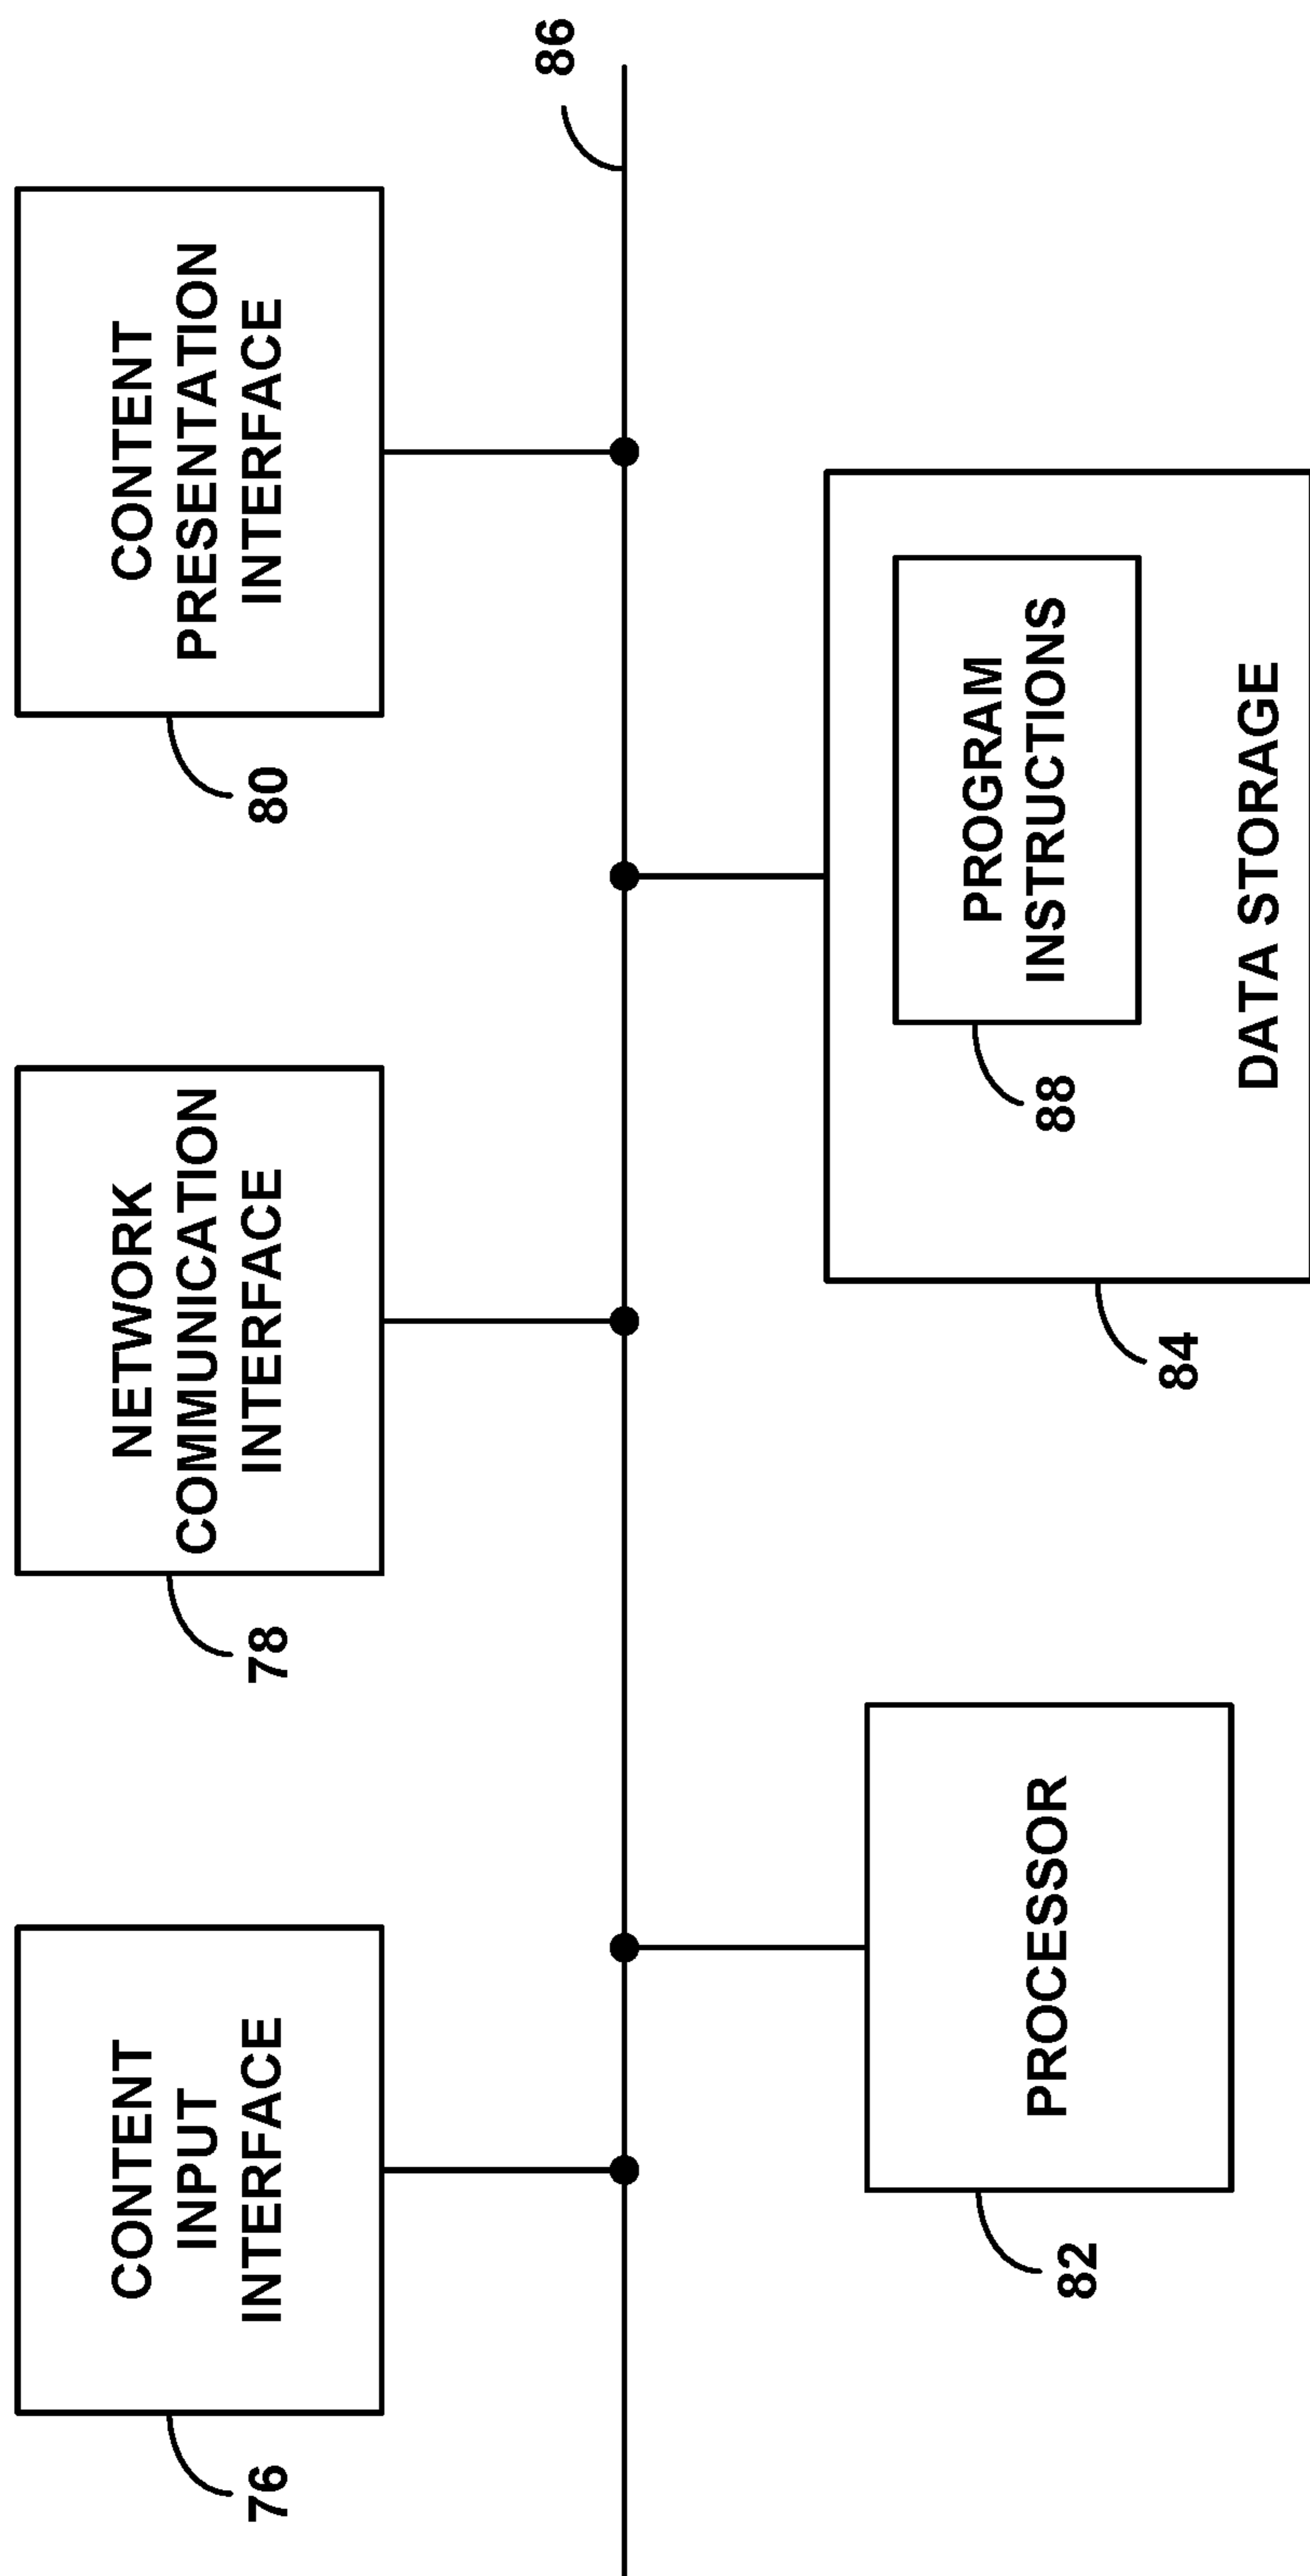 CONTENT
INPUT
INTERFACE
76
NETWORK
COMMUNICATION
INTERFACE
78
CONTENT
PRESENTATION
INTERFACE
80
86
PROCESSOR
82
PROGRAM
INSTRUCTIONS
88
DATA STORAGE
84